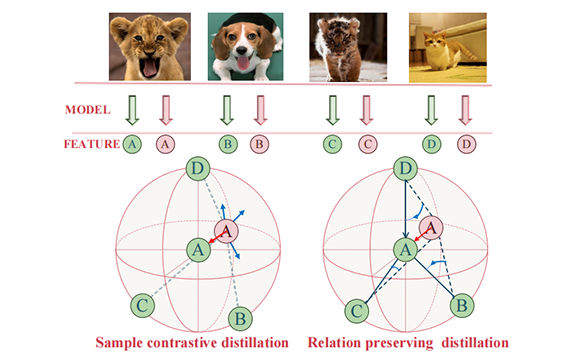 MODEL
FEATURE A A B B C C D D
D D
A A
A A
C B C B
Sample contrastive distillation Relation preserving distillation